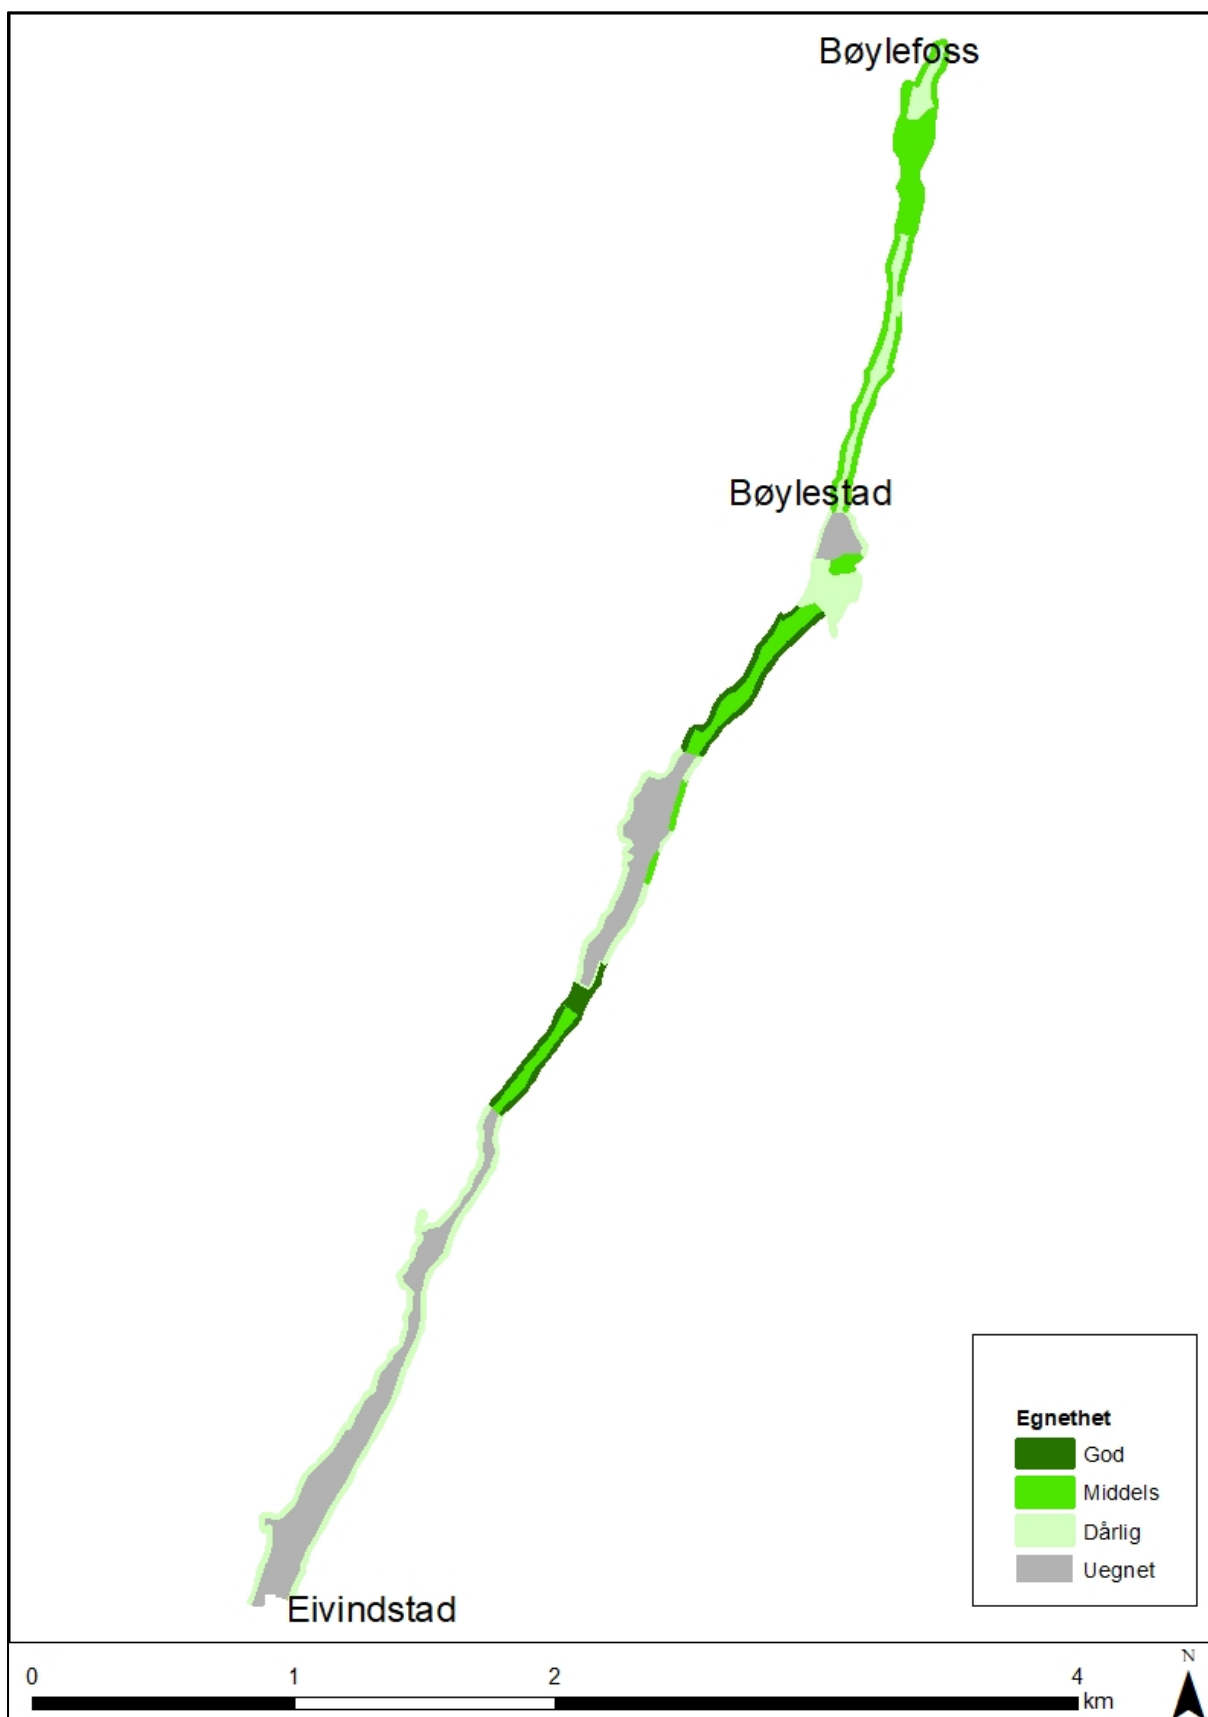 Bøylefoss
Bøylestad
Eivindstad
Egnethet
God
Middels
Dårlig
Uegnet
0 1 2 4
km
N